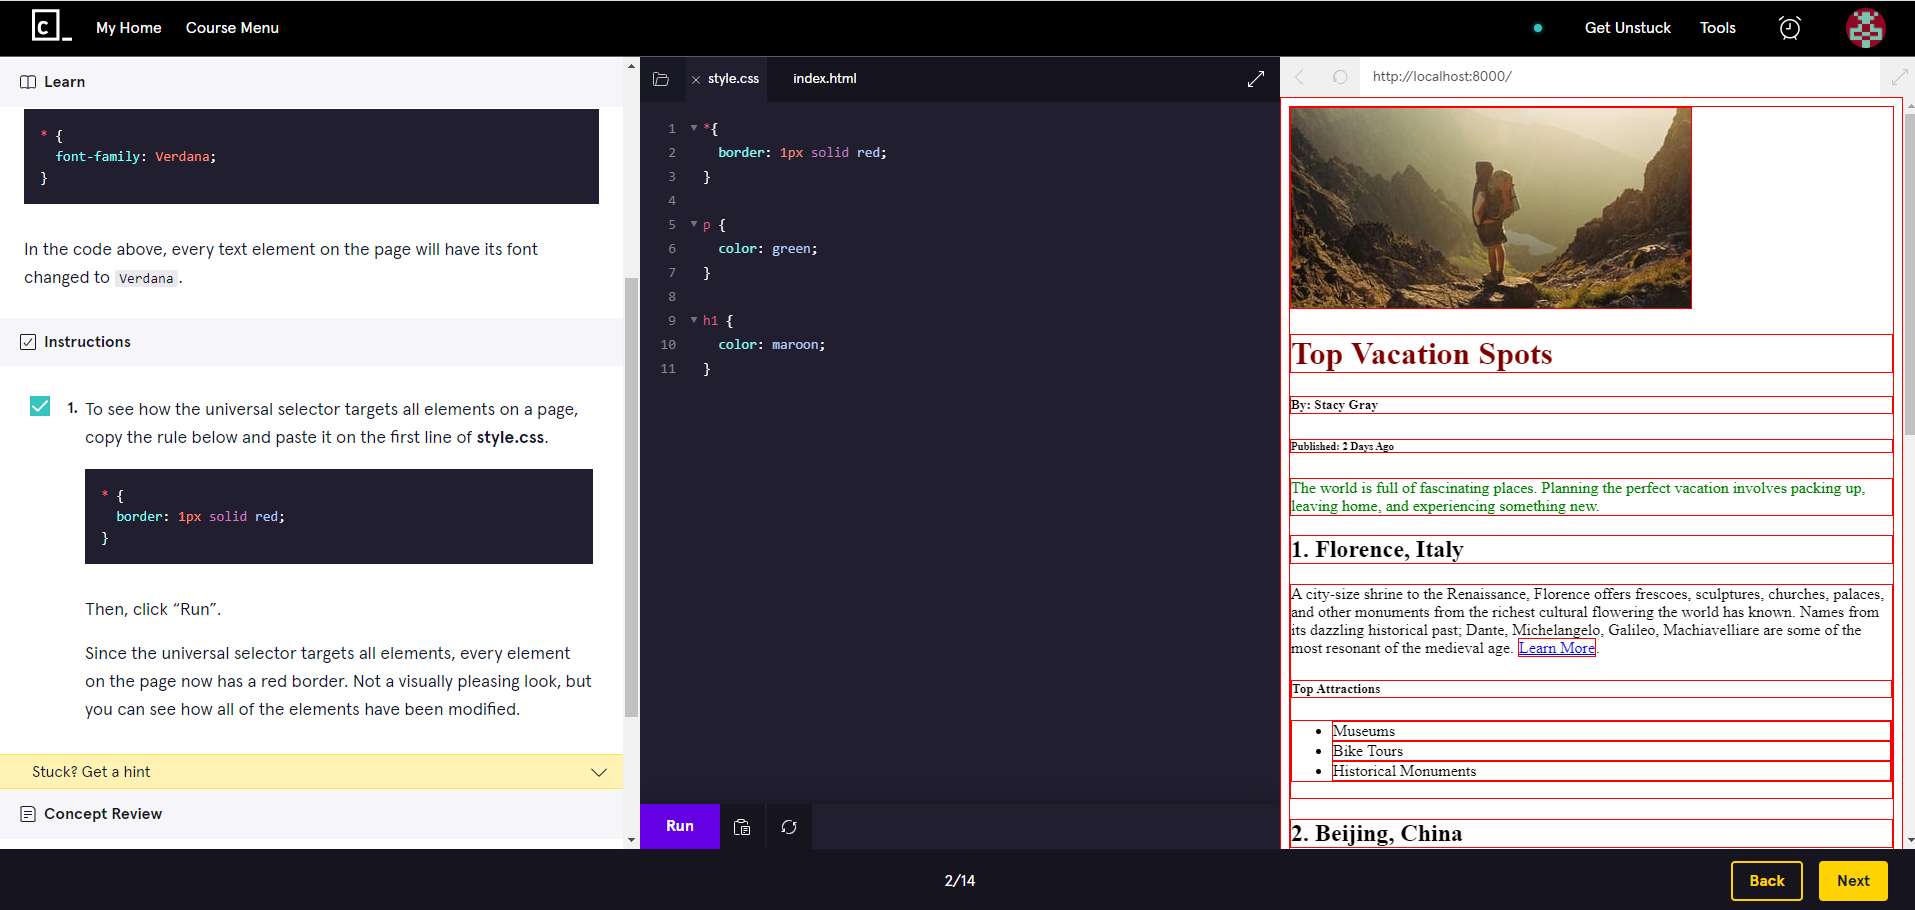 C_
My Home
Course Menu
Get Unstuck
Tools
Learn
* {
font-family: Verdana;
}
In the code above, every text element on the page will have its font
changed to Verdana.
Instructions
1. To see how the universal selector targets all elements on a page,
copy the rule below and paste it on the first line of style.css.
* {
border: 1px solid red;
}
Then, click “Run”.
Since the universal selector targets all elements, every element
on the page now has a red border. Not a visually pleasing look, but
you can see how all of the elements have been modified.
Stuck? Get a hint
Concept Review
style.css
index.html
1 *{
2 border: 1px solid red;
3 }
4
5 p {
6 color: green;
7 }
8
9 h1 {
10 color: maroon;
11 }
Run
http://localhost:8000/
Top Vacation Spots
By: Stacy Gray
Published: 2 Days Ago
The world is full of fascinating places. Planning the perfect vacation involves packing up,
leaving home, and experiencing something new.
1. Florence, Italy
A city-size shrine to the Renaissance, Florence offers frescoes, sculptures, churches, palaces,
and other monuments from the richest cultural flowering the world has known. Names from
its dazzling historical past; Dante, Michelangelo, Galileo, Machiavelliare are some of the
most resonant of the medieval age. Learn More.
Top Attractions
• Museums
• Bike Tours
• Historical Monuments
2. Beijing, China
2/14
Back
Next